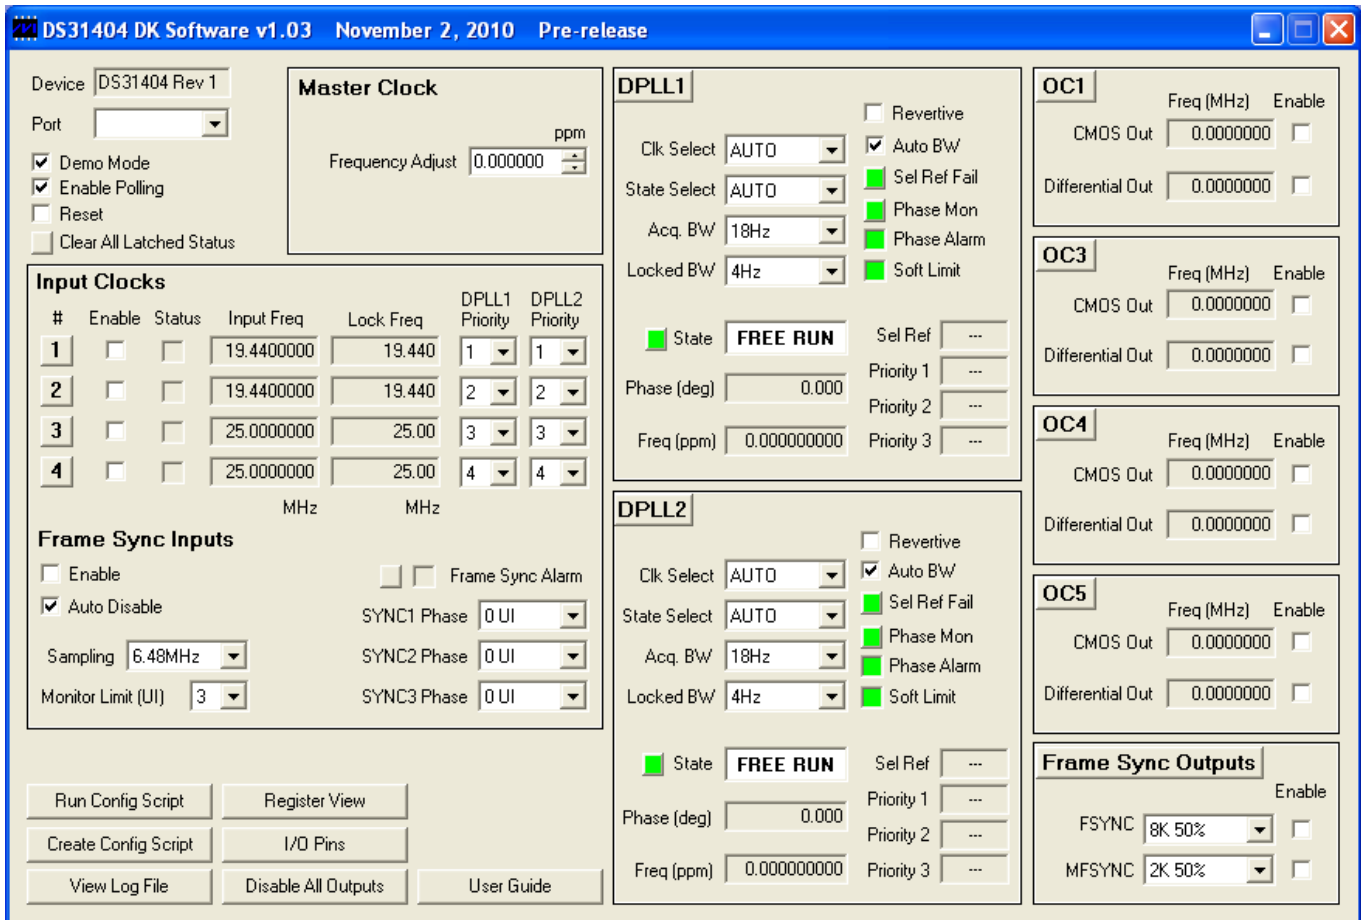 DS31404 DK Software v1.03 November 2, 2010 Pre-release
Device DS31404 Rev 1
Port
Demo Mode
Enable Polling
Reset
Clear All Latched Status
Master Clock
ppm
Frequency Adjust 0.000000
Input Clocks
DPLL1 DPLL2
# Enable Status Input Freq Lock Freq Priority Priority
1 19.4400000 19.440 1 1
2 19.4400000 19.440 2 2
3 25.0000000 25.00 3 3
4 25.0000000 25.00 4 4
MHz MHz
Frame Sync Inputs
Enable
Frame Sync Alarm
Auto Disable
SYNC1 Phase 0 UI
Sampling 6.48MHz
SYNC2 Phase 0 UI
Monitor Limit (UI) 3
SYNC3 Phase 0 UI
Run Config Script
Register View
Create Config Script
I/O Pins
View Log File
Disable All Outputs
User Guide
DPLL1
Revertive
Clk Select AUTO
Auto BW
Sel Ref Fail
State Select AUTO
Phase Mon
Acq. BW 18Hz
Phase Alarm
Locked BW 4Hz
Soft Limit
State FREE RUN
Sel Ref ---
Priority 1 ---
Phase (deg) 0.000
Priority 2 ---
Freq (ppm) 0.000000000
Priority 3 ---
DPLL2
Revertive
Clk Select AUTO
Auto BW
Sel Ref Fail
State Select AUTO
Phase Mon
Acq. BW 18Hz
Phase Alarm
Locked BW 4Hz
Soft Limit
State FREE RUN
Sel Ref ---
Priority 1 ---
Phase (deg) 0.000
Priority 2 ---
Freq (ppm) 0.000000000
Priority 3 ---
OC1
Freq (MHz) Enable
CMOS Out 0.0000000
Differential Out 0.0000000
OC3
Freq (MHz) Enable
CMOS Out 0.0000000
Differential Out 0.0000000
OC4
Freq (MHz) Enable
CMOS Out 0.0000000
Differential Out 0.0000000
OC5
Freq (MHz) Enable
CMOS Out 0.0000000
Differential Out 0.0000000
Frame Sync Outputs
Enable
FSYNC 8K 50%
MFSYNC 2K 50%